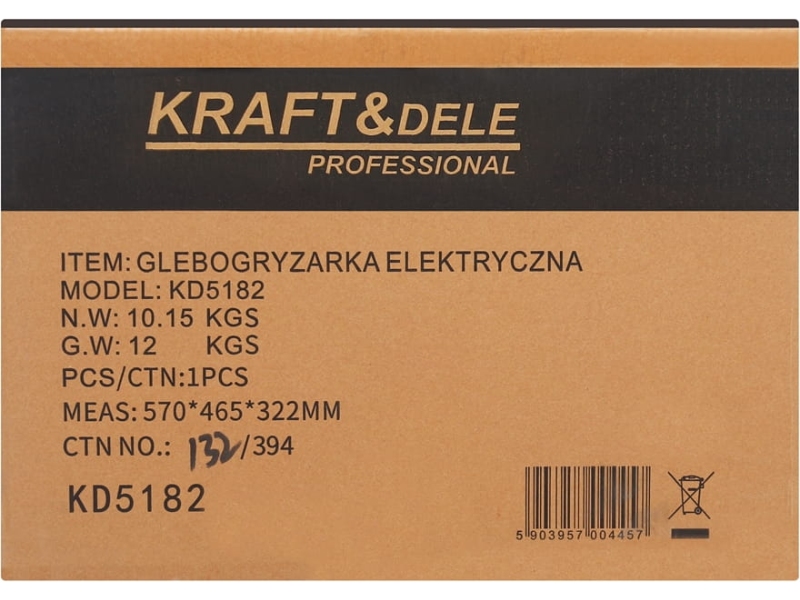 KRAFT&DELE
PROFESSIONAL
ITEM: GLEBOGRYZARKA ELEKTRYCZNA
MODEL: KD5182
N.W: 10.15 KGS
G.W: 12 KGS
PCS/CTN:1PCS
MEAS: 570*465*322MM
CTN NO.: 132/394
KD5182
5 903957 004457